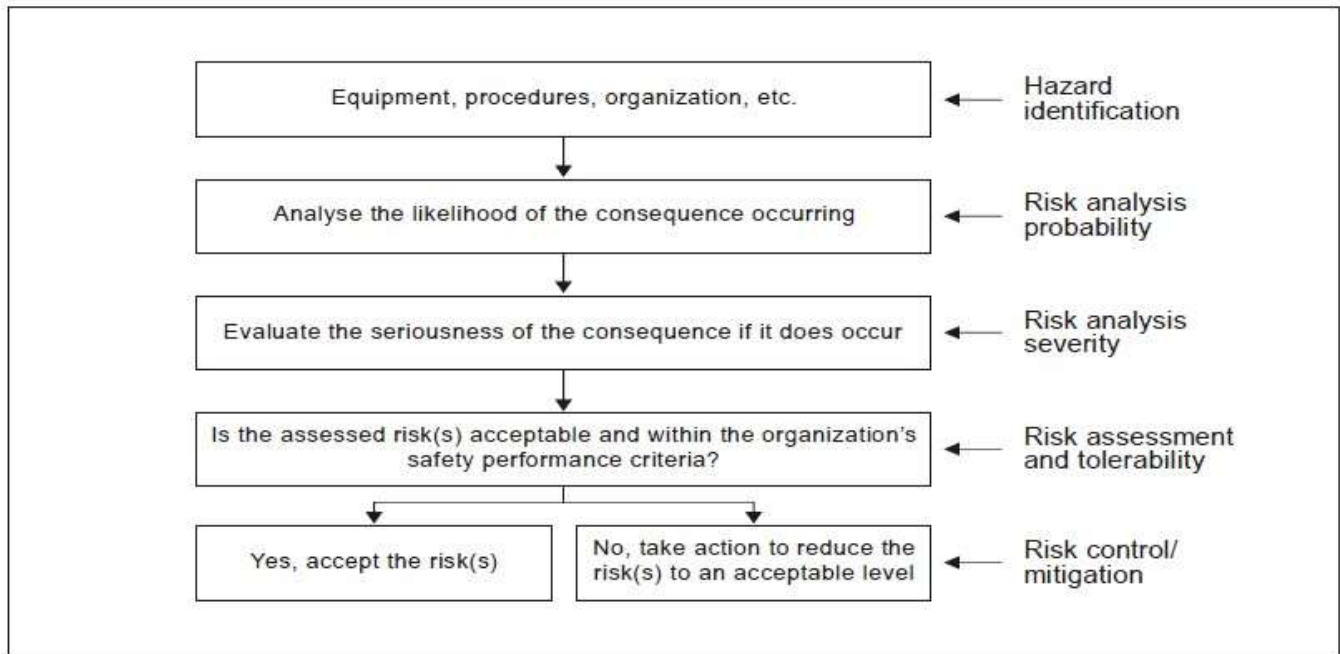 Equipment, procedures, organization, etc.
Hazard
identification
Analyse the likelihood of the consequence occurring
Risk analysis
probability
Evaluate the seriousness of the consequence if it does occur
Risk analysis
severity
Is the assessed risk(s) acceptable and within the organization's
safety performance criteria?
Risk assessment
and tolerability
Yes, accept the risk(s)
No, take action to reduce the
risk(s) to an acceptable level
Risk control/
mitigation